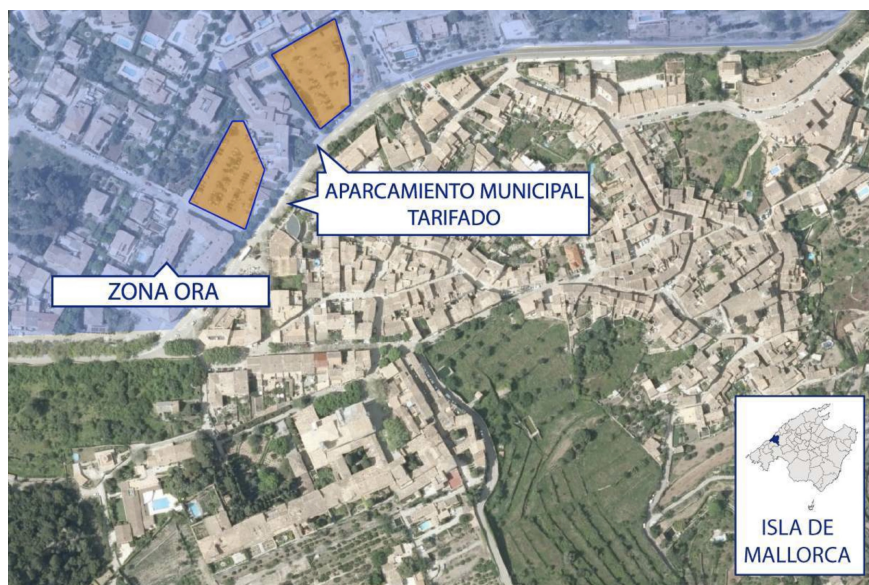 APARCAMIENTO MUNICIPAL
TARIFADO
ZONA ORA
ISLA DE
MALLORCA